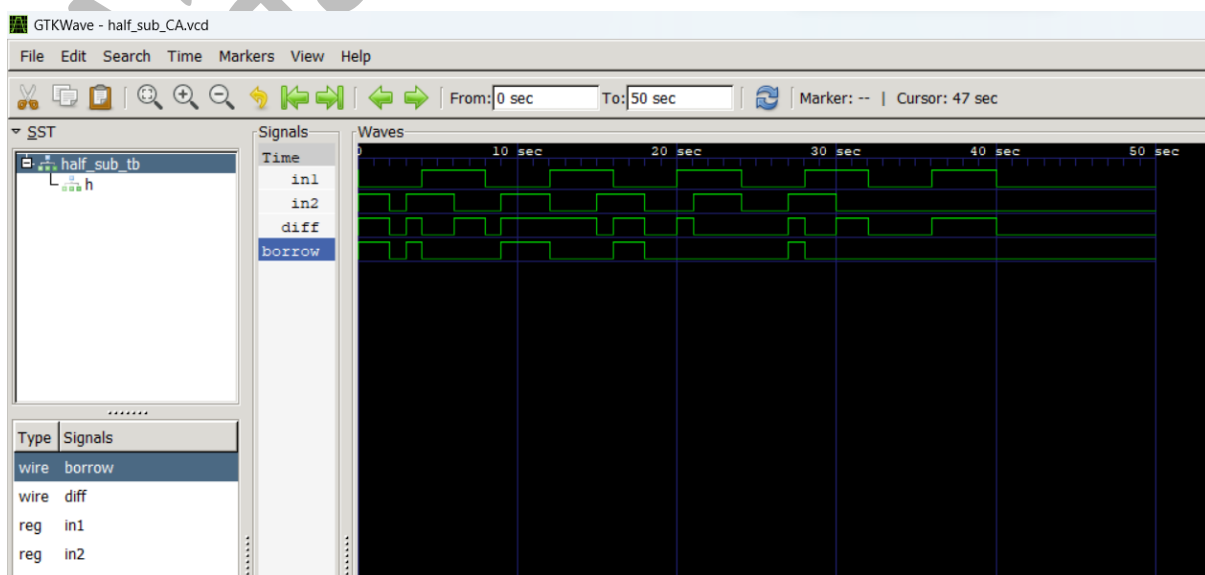 GTKWave - half_sub_CA.vcd
File Edit Search Time Markers View Help
From: 0 sec To: 50 sec Marker: -- | Cursor: 47 sec
SST
half_sub_tb
h
Type Signals
wire borrow
wire diff
reg in1
reg in2
Signals
Time
in1
in2
diff
borrow
Waves
0 10 sec 20 sec 30 sec 40 sec 50 sec